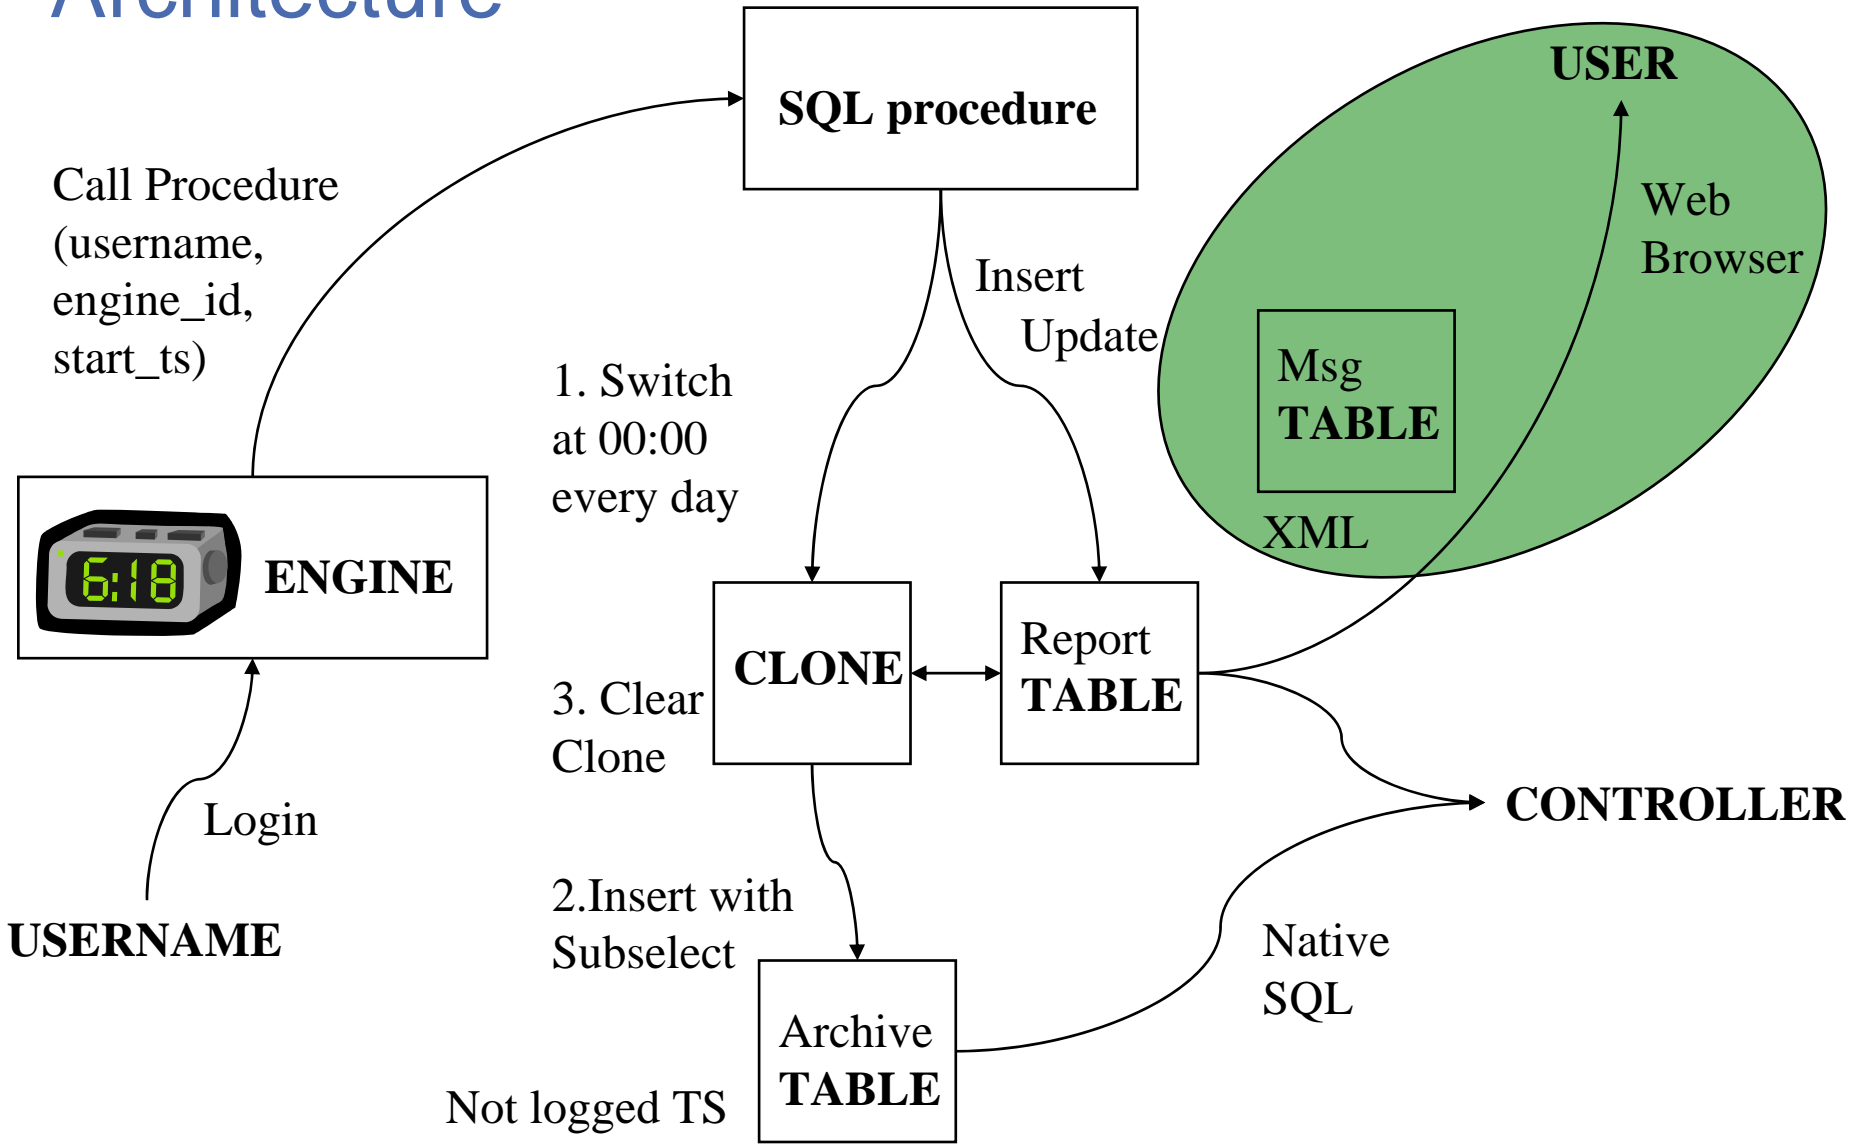 Architecture
SQL procedure
USER
Call Procedure
(username,
engine_id,
start_ts)
Web
Browser
Insert
Update
1. Switch
at 00:00
every day
Msg
TABLE
XML
6:18
ENGINE
CLONE
Report
TABLE
3. Clear
Clone
Login
CONTROLLER
USERNAME
2.Insert with
Subselect
Native
SQL
Archive
TABLE
Not logged TS